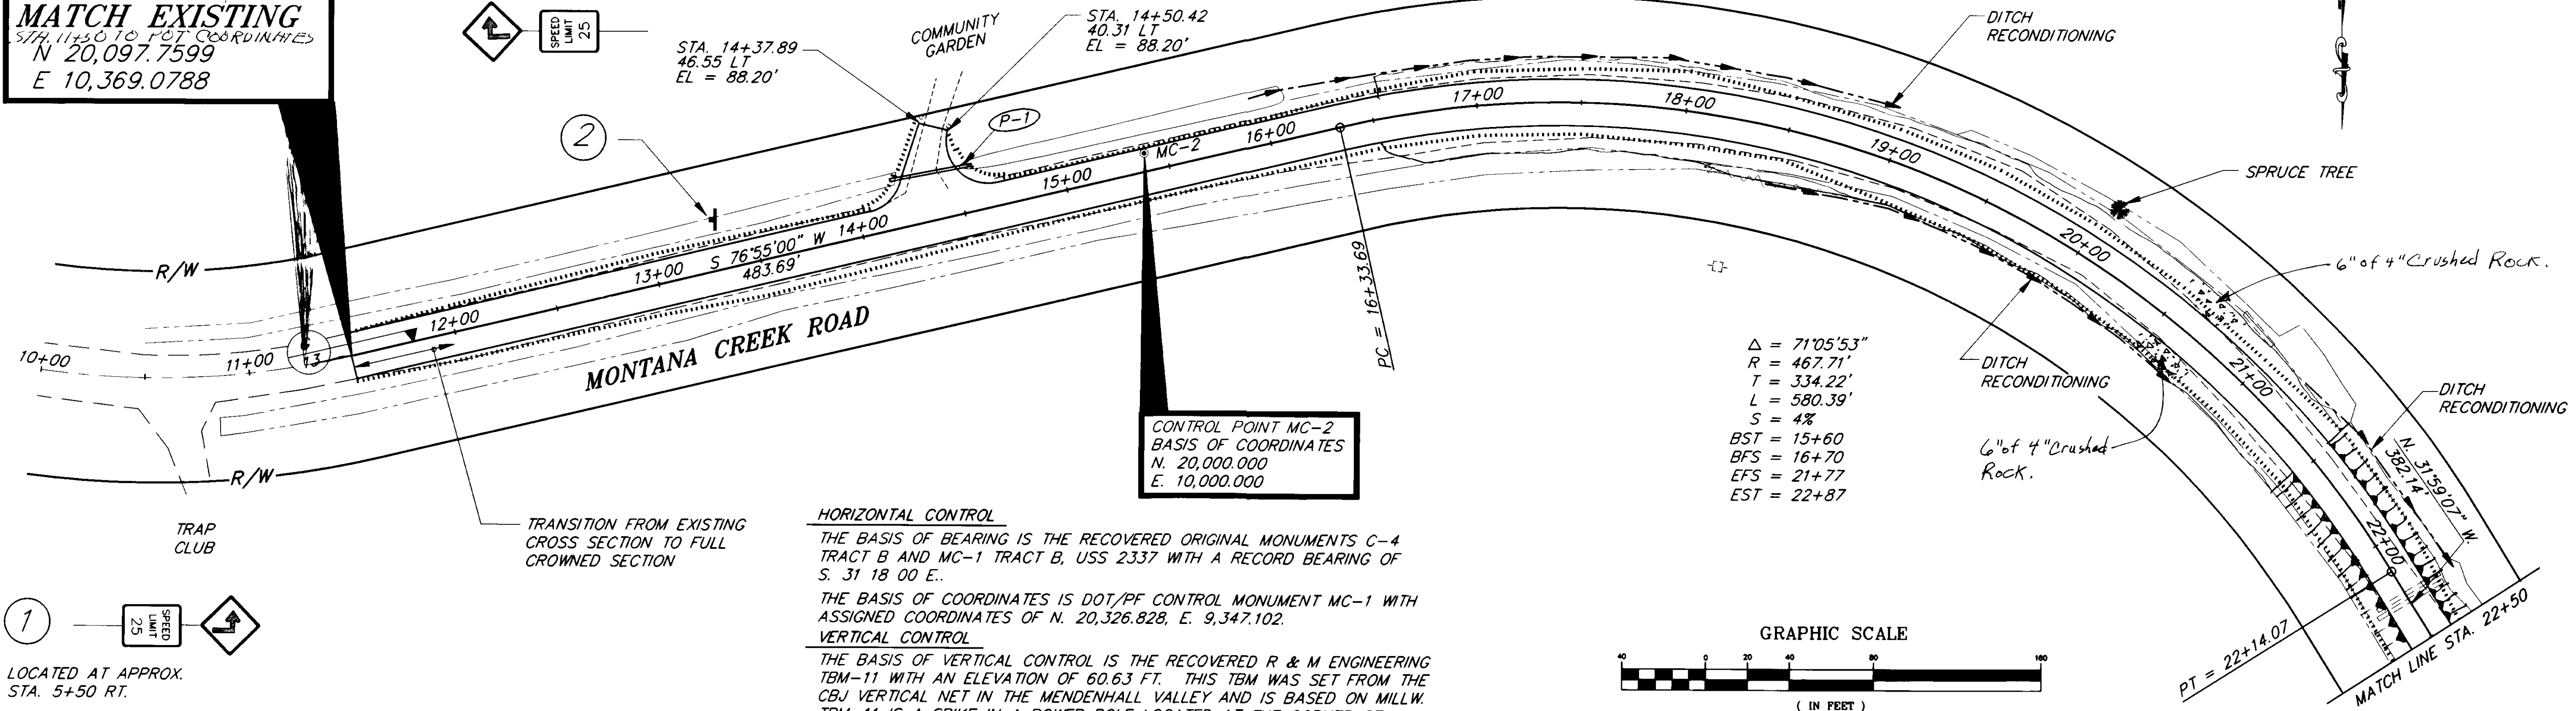 MATCH EXISTING
STA. 11+50 TO POT COORDINATES
N 20,097.7599
E 10,369.0788
SPEED
LIMIT
25
STA. 14+37.89
46.55 LT
EL = 88.20'
COMMUNITY
GARDEN
STA. 14+50.42
40.31 LT
EL = 88.20'
DITCH
RECONDITIONING
2
P-1
MC-2
10+00
11+00
13
12+00
13+00
S 76°55'00" W
483.69'
14+00
15+00
16+00
17+00
18+00
19+00
20+00
21+00
22+00
SPRUCE TREE
6" of 4" Crushed Rock.
R/W
MONTANA CREEK ROAD
PC = 16+33.69
R/W
TRAP
CLUB
TRANSITION FROM EXISTING
CROSS SECTION TO FULL
CROWNED SECTION
CONTROL POINT MC-2
BASIS OF COORDINATES
N. 20,000.000
E. 10,000.000
Δ = 71°05'53"
R = 467.71'
T = 334.22'
L = 580.39'
S = 4%
BST = 15+60
BFS = 16+70
EFS = 21+77
EST = 22+87
DITCH
RECONDITIONING
6" of 4" Crushed
Rock.
DITCH
RECONDITIONING
N. 31°59'07" W.
382.14'
PT = 22+14.07
MATCH LINE STA. 22+50
1
SPEED
LIMIT
25
LOCATED AT APPROX.
STA. 5+50 RT.
HORIZONTAL CONTROL
THE BASIS OF BEARING IS THE RECOVERED ORIGINAL MONUMENTS C-4
TRACT B AND MC-1 TRACT B, USS 2337 WITH A RECORD BEARING OF
S. 31 18 00 E..
THE BASIS OF COORDINATES IS DOT/PF CONTROL MONUMENT MC-1 WITH
ASSIGNED COORDINATES OF N. 20,326.828, E. 9,347.102.
VERTICAL CONTROL
THE BASIS OF VERTICAL CONTROL IS THE RECOVERED R & M ENGINEERING
TBM-11 WITH AN ELEVATION OF 60.63 FT. THIS TBM WAS SET FROM THE
CBJ VERTICAL NET IN THE MENDENHALL VALLEY AND IS BASED ON MLLW.
TBM-11 IS A SPIKE IN A POWER POLE LOCATED AT THE CORNER OF
GRAPHIC SCALE
40 0 20 40 80 160
( IN FEET )